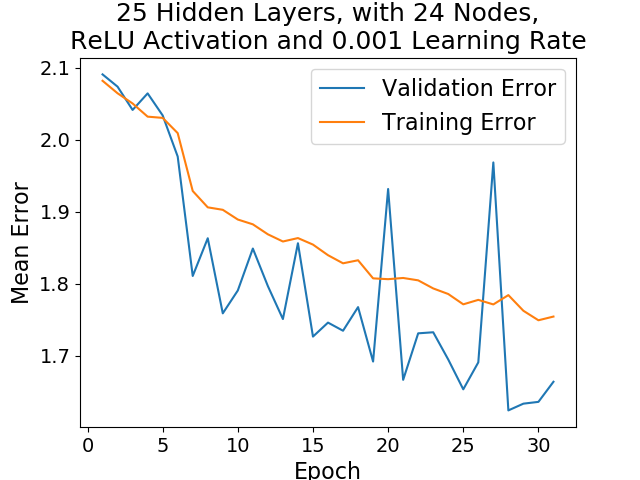 25 Hidden Layers, with 24 Nodes,
ReLU Activation and 0.001 Learning Rate
Validation Error
Training Error
Mean Error
2.1
2.0
1.9
1.8
1.7
0 5 10 15 20 25 30
Epoch